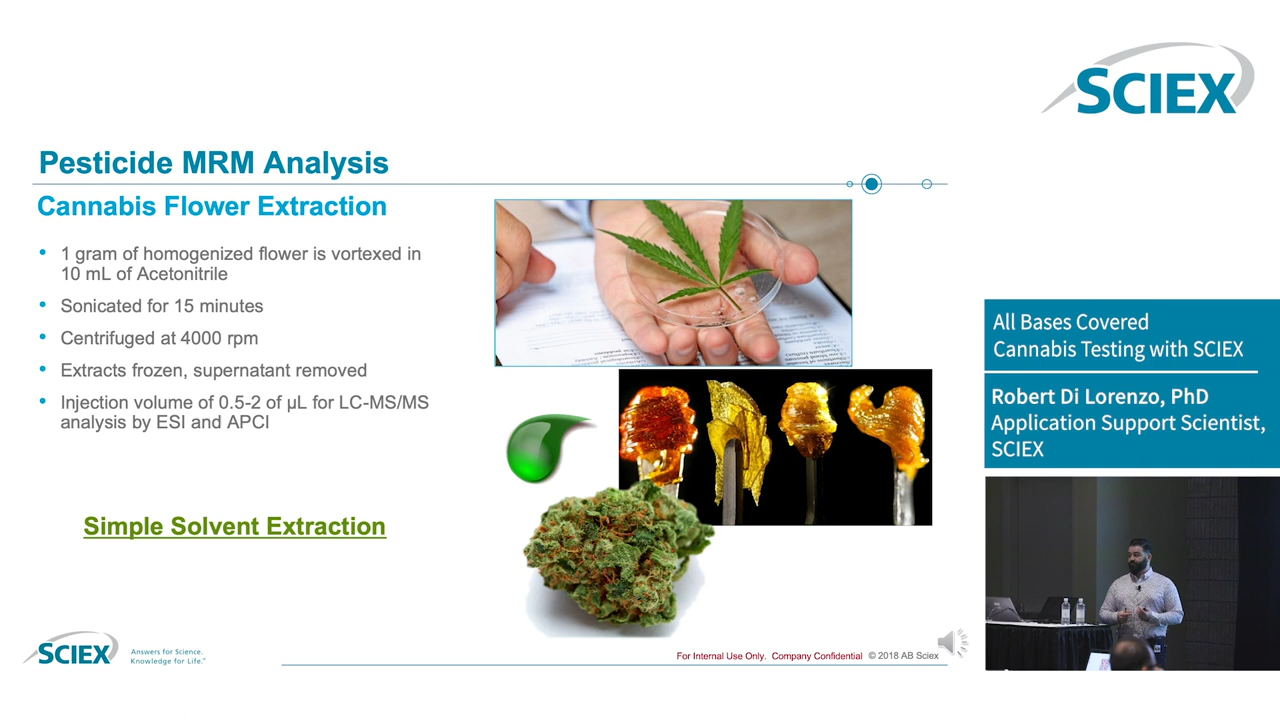 SCIEX
Pesticide MRM Analysis
Cannabis Flower Extraction
• 1 gram of homogenized flower is vortexed in
10 mL of Acetonitrile
• Sonicated for 15 minutes
• Centrifuged at 4000 rpm
• Extracts frozen, supernatant removed
• Injection volume of 0.5-2 of µL for LC-MS/MS
analysis by ESI and APCI
Simple Solvent Extraction
All Bases Covered
Cannabis Testing with SCIEX
Robert Di Lorenzo, PhD
Application Support Scientist,
SCIEX
SCIEX
Answers for Science.
Knowledge for Life.™
For Internal Use Only. Company Confidential © 2018 AB Sciex